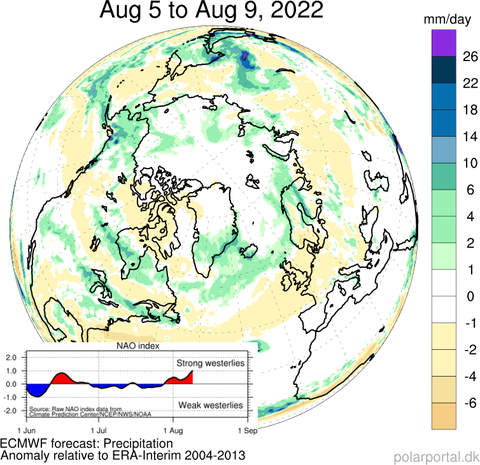 Aug 5 to Aug 9, 2022
mm/day
26
22
18
14
10
6
4
2
1
0
-1
-2
-4
-6
NAO index
2.0
1.0
0.0
-1.0
-2.0
Strong westerlies
Weak westerlies
Source: Raw NAO index data from
Climate Prediction Center/NCEP/NWS/NOAA
1 Jun 1 Jul 1 Aug 1 Sep
ECMWF forecast: Precipitation
Anomaly relative to ERA-Interim 2004-2013
polarportal.dk